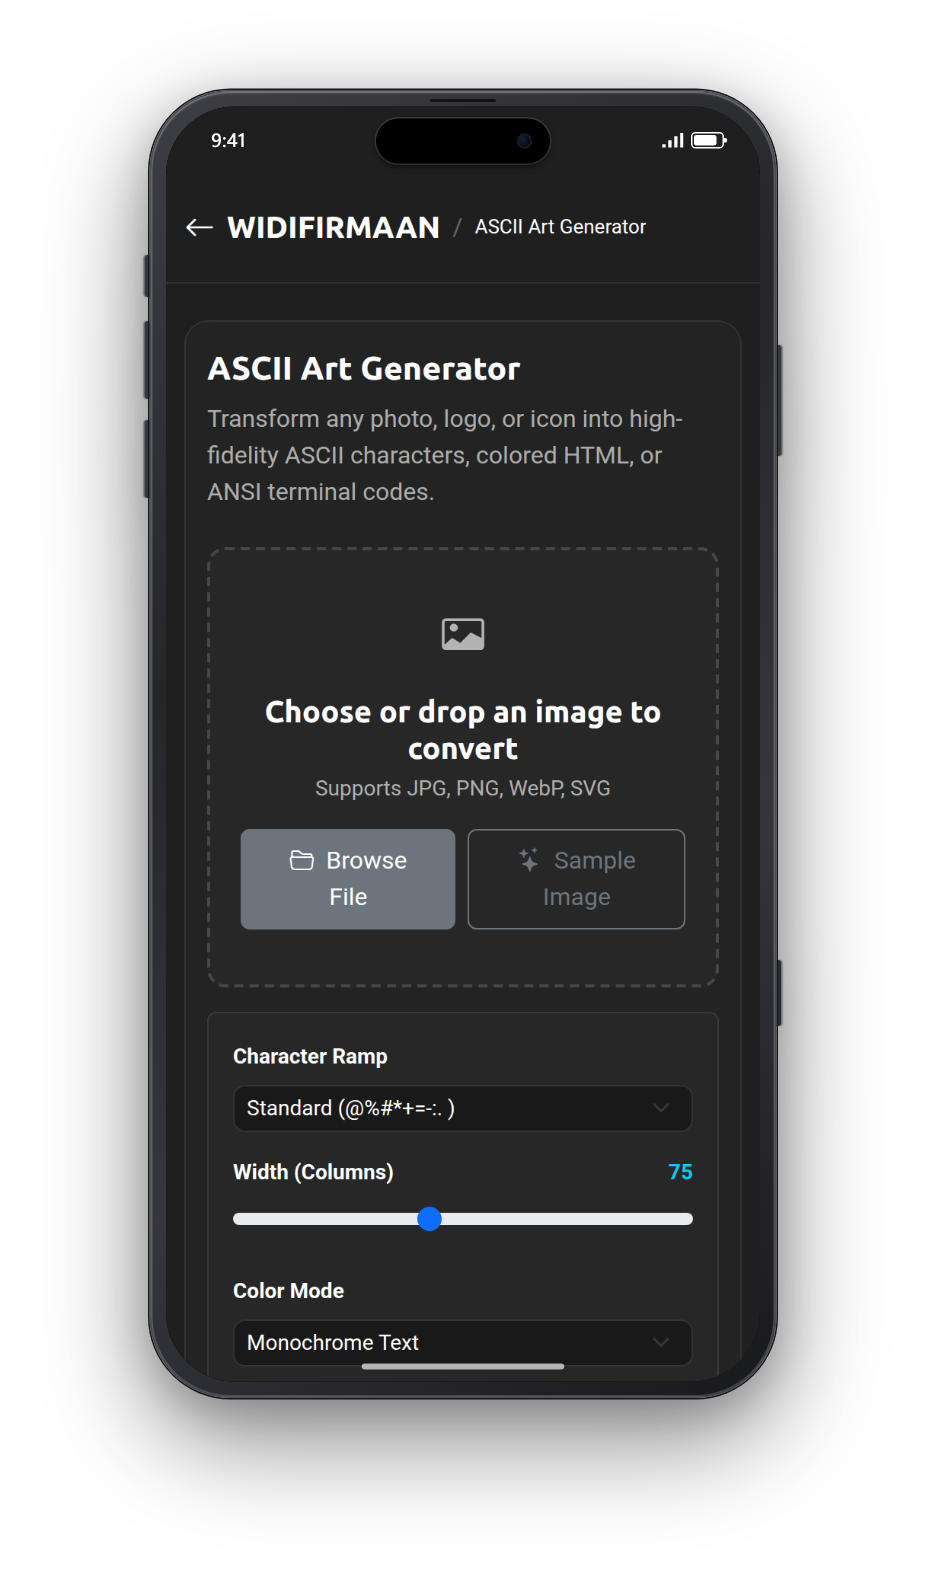 9:41
WIDIFIRMAAN / ASCII Art Generator
ASCII Art Generator
Transform any photo, logo, or icon into high-
fidelity ASCII characters, colored HTML, or
ANSI terminal codes.
Choose or drop an image to
convert
Supports JPG, PNG, WebP, SVG
Browse
File
Sample
Image
Character Ramp
Standard (@%#*+=-:. )
Width (Columns) 75
Color Mode
Monochrome Text